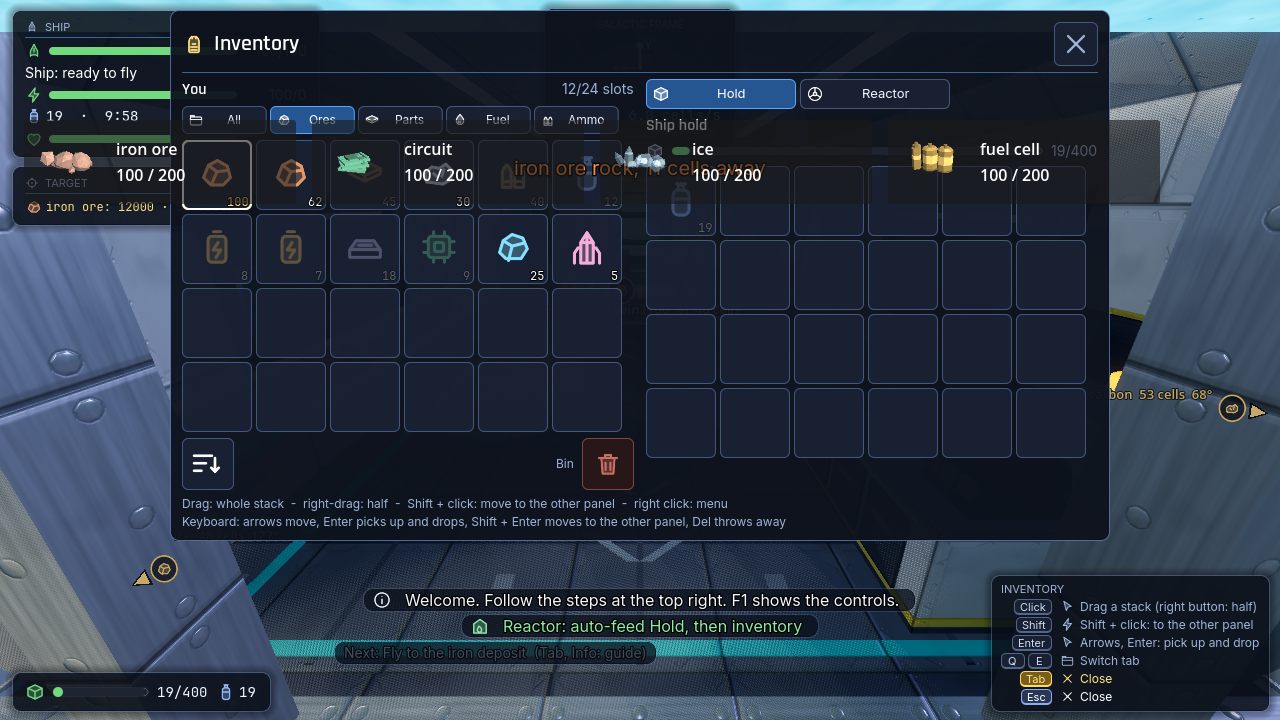 SHIP
Ship: ready to fly
100/0
19 · 9:58
TARGET
iron ore: 12000 ·
Inventory
You
12/24 slots
All
Ores
Parts
Fuel
Ammo
Hold
Reactor
Ship hold
19/400
iron ore
100 / 200
circuit
100 / 200
ice
100 / 200
fuel cell
100 / 200
iron ore rock, 11 cells away
100
62
45
30
40
12
19
8
7
18
9
25
5
Bin
Drag: whole stack - right-drag: half - Shift + click: move to the other panel - right click: menu
Keyboard: arrows move, Enter picks up and drops, Shift + Enter moves to the other panel, Del throws away
53 cells 68°
Welcome. Follow the steps at the top right. F1 shows the controls.
Reactor: auto-feed Hold, then inventory
Next: Fly to the iron deposit (Tab, Info: guide)
19/400 19
INVENTORY
Click Drag a stack (right button: half)
Shift Shift + click: to the other panel
Enter Arrows, Enter: pick up and drop
Q E Switch tab
Tab Close
Esc Close